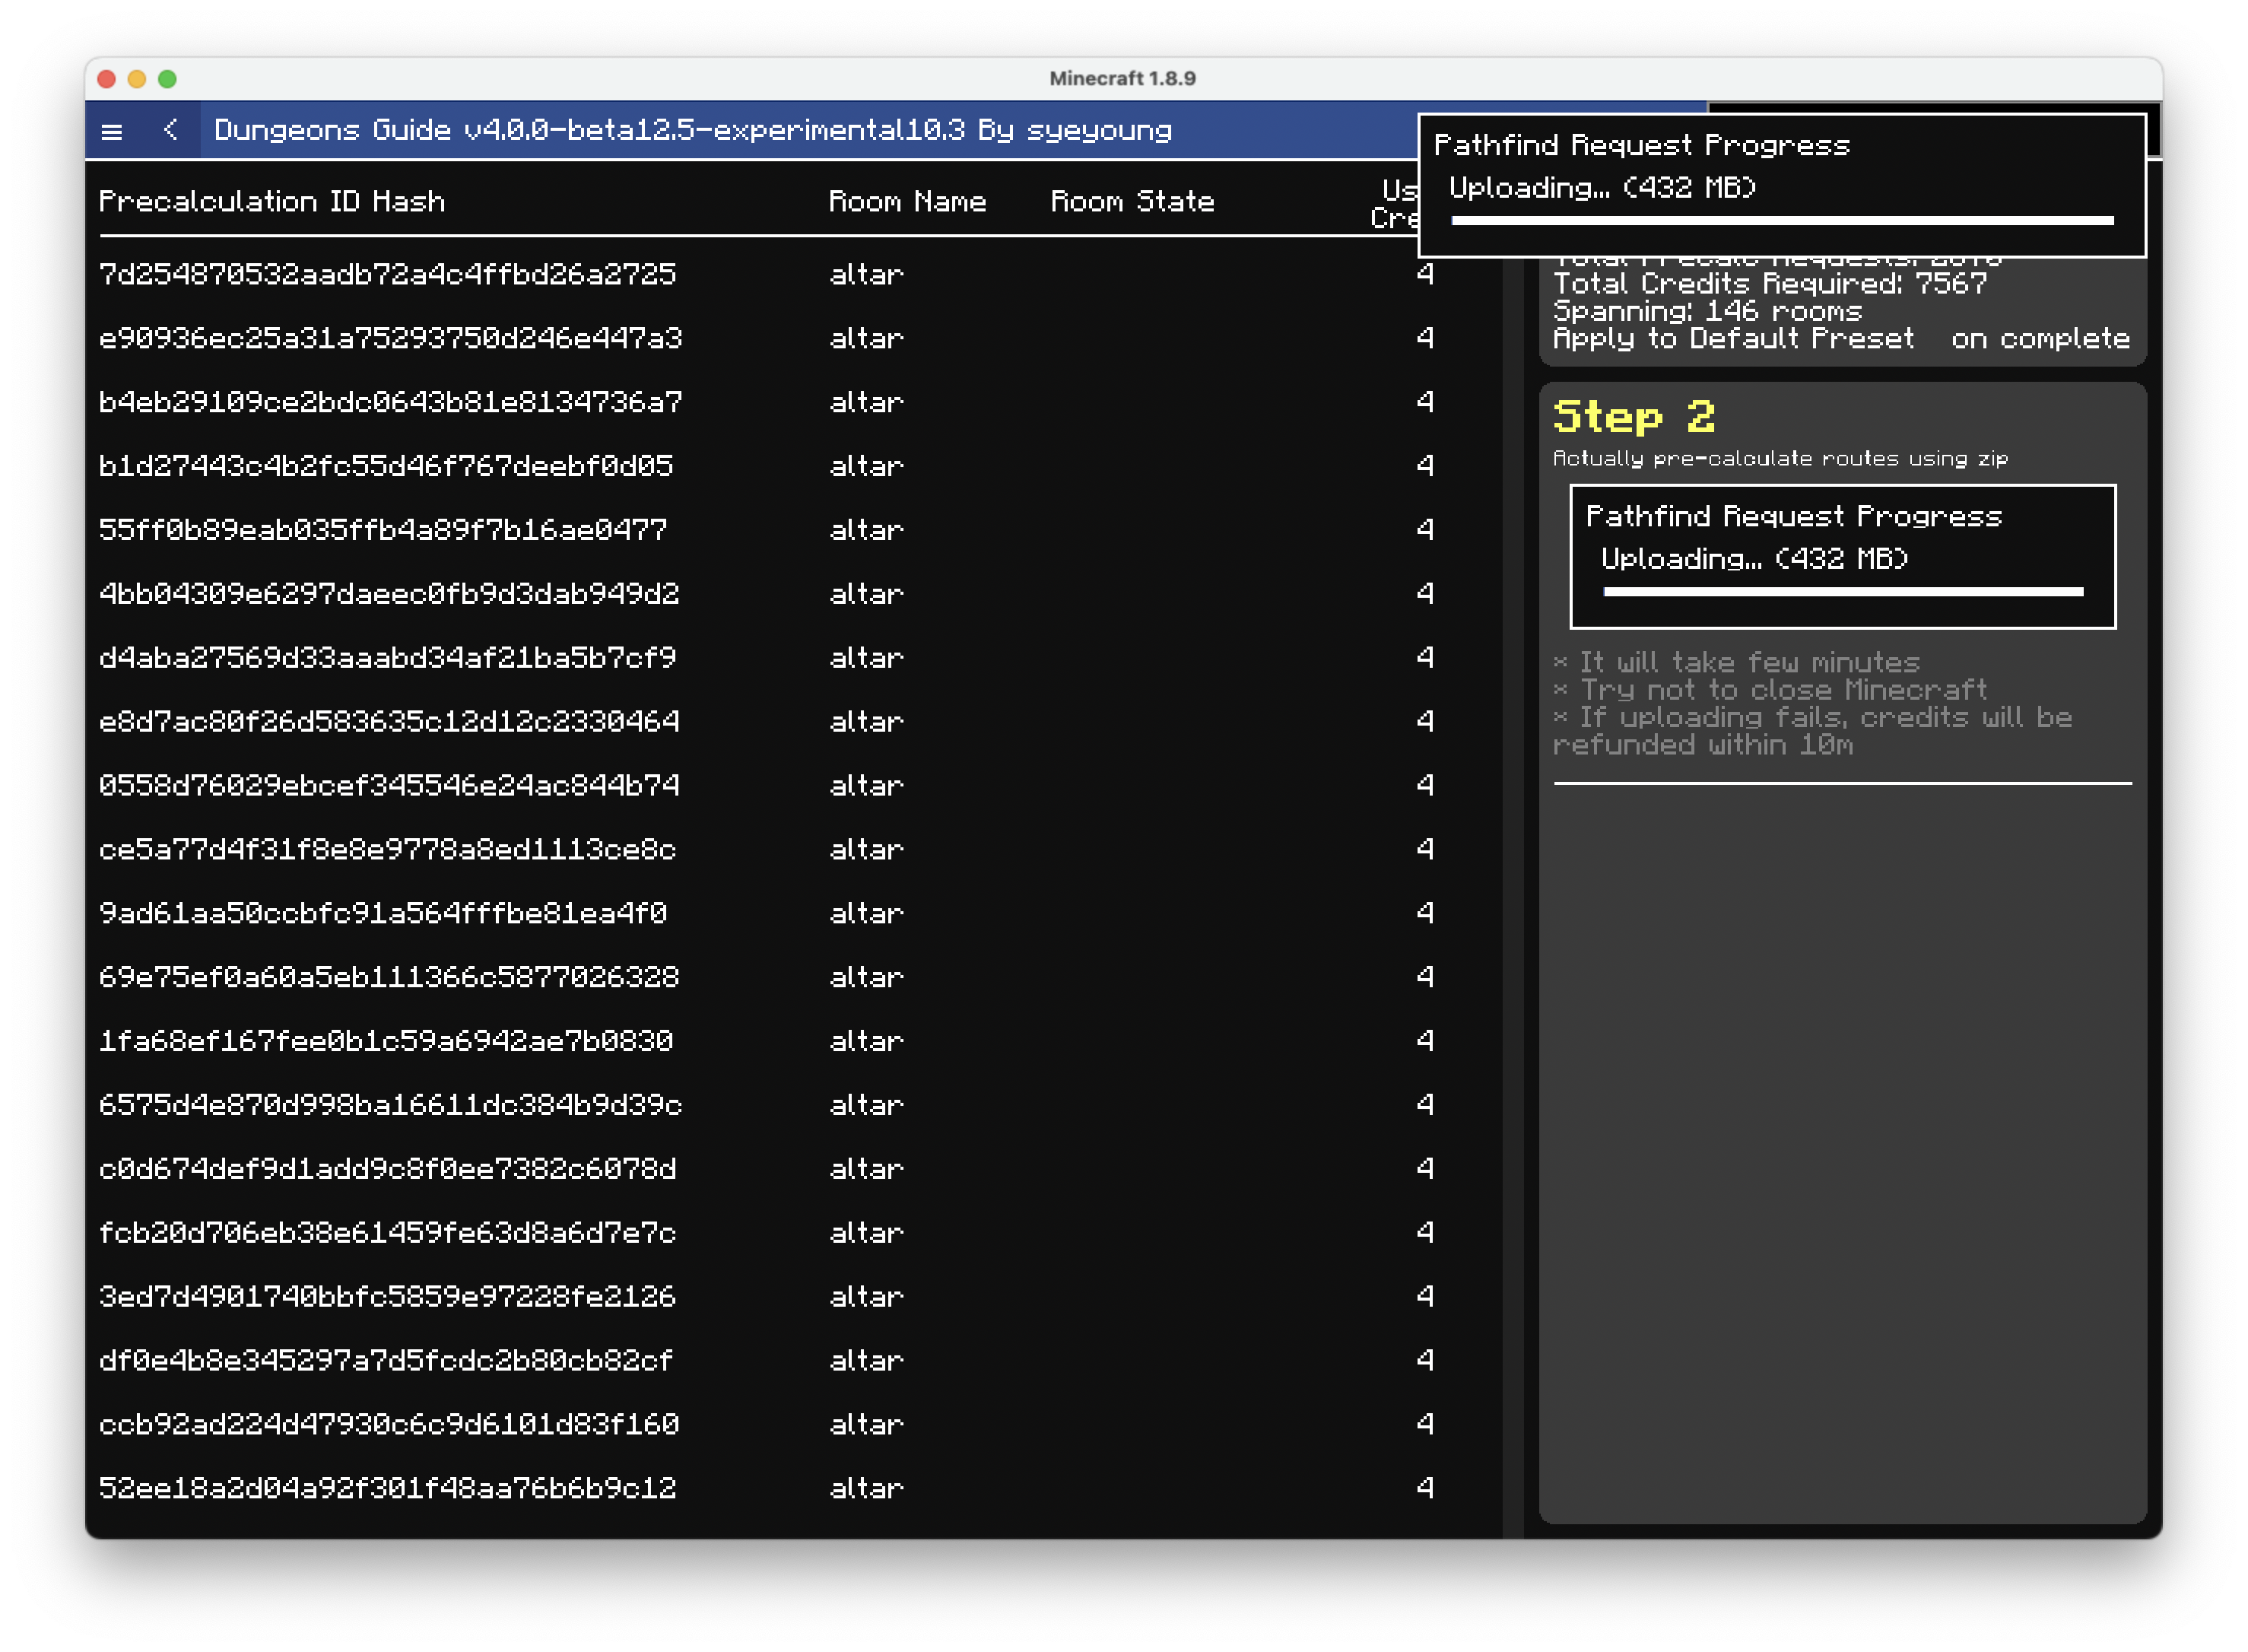 Minecraft 1.8.9
Dungeons Guide v4.0.0-beta12.5-experimental10.3 By syeyoung
Pathfind Request Progress
Uploading... (432 MB)
Precalculation ID Hash Room Name Room State
7d254870532aadb72a4c4ffbd26a2725 altar 4
e90936ec25a31a75293750d246e447a3 altar 4
b4eb29109ce2bdc0643b81e8134736a7 altar 4
b1d27443c4b2fc55d46f767deebf0d05 altar 4
55ff0b89eab035ffb4a89f7b16ae0477 altar 4
4bb04309e6297daeec0fb9d3dab949d2 altar 4
d4aba27569d33aaabd34af21ba5b7cf9 altar 4
e8d7ac80f26d583635c12d12c2330464 altar 4
0558d76029ebcef345546e24ac844b74 altar 4
ce5a77d4f31f8e8e9778a8ed1113ce8c altar 4
9ad61aa50ccbfc91a564fffbe81ea4f0 altar 4
69e75ef0a60a5eb111366c5877026328 altar 4
1fa68ef167fee0b1c59a6942ae7b0830 altar 4
6575d4e870d998ba16611dc384b9d39c altar 4
c0d674def9d1add9c8f0ee7382c6078d altar 4
fcb20d706eb38e61459fe63d8a6d7e7c altar 4
3ed7d4901740bbfc5859e97228fe2126 altar 4
df0e4b8e345297a7d5fcdc2b80cb82cf altar 4
ccb92ad224d47930c6c9d6101d83f160 altar 4
52ee18a2d04a92f301f48aa76b6b9c12 altar 4
Total Precalc Requests:
Total Credits Required: 7567
Spanning: 146 rooms
Apply to Default Preset on complete
Step 2
Actually pre-calculate routes using zip
Pathfind Request Progress
Uploading... (432 MB)
* It will take few minutes
* Try not to close Minecraft
* If uploading fails, credits will be
refunded within 10m